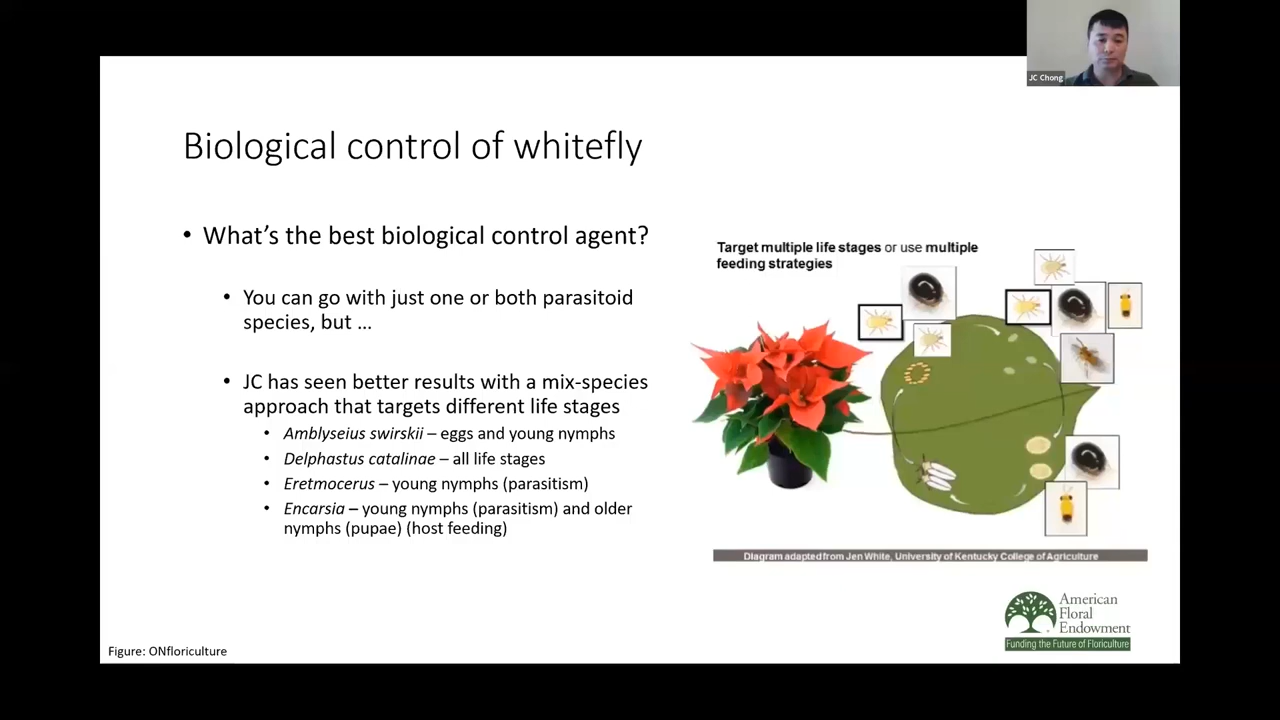 JC Chong
Biological control of whitefly
• What's the best biological control agent?
• You can go with just one or both parasitoid
species, but ...
• JC has seen better results with a mix-species
approach that targets different life stages
• Amblyseius swirskii – eggs and young nymphs
• Delphastus catalinae – all life stages
• Eretmocerus – young nymphs (parasitism)
• Encarsia – young nymphs (parasitism) and older
nymphs (pupae) (host feeding)
Target multiple life stages or use multiple
feeding strategies
Diagram adapted from Jen White, University of Kentucky College of Agriculture
American
Floral
Endowment
Funding the Future of Floriculture
Figure: ONfloriculture